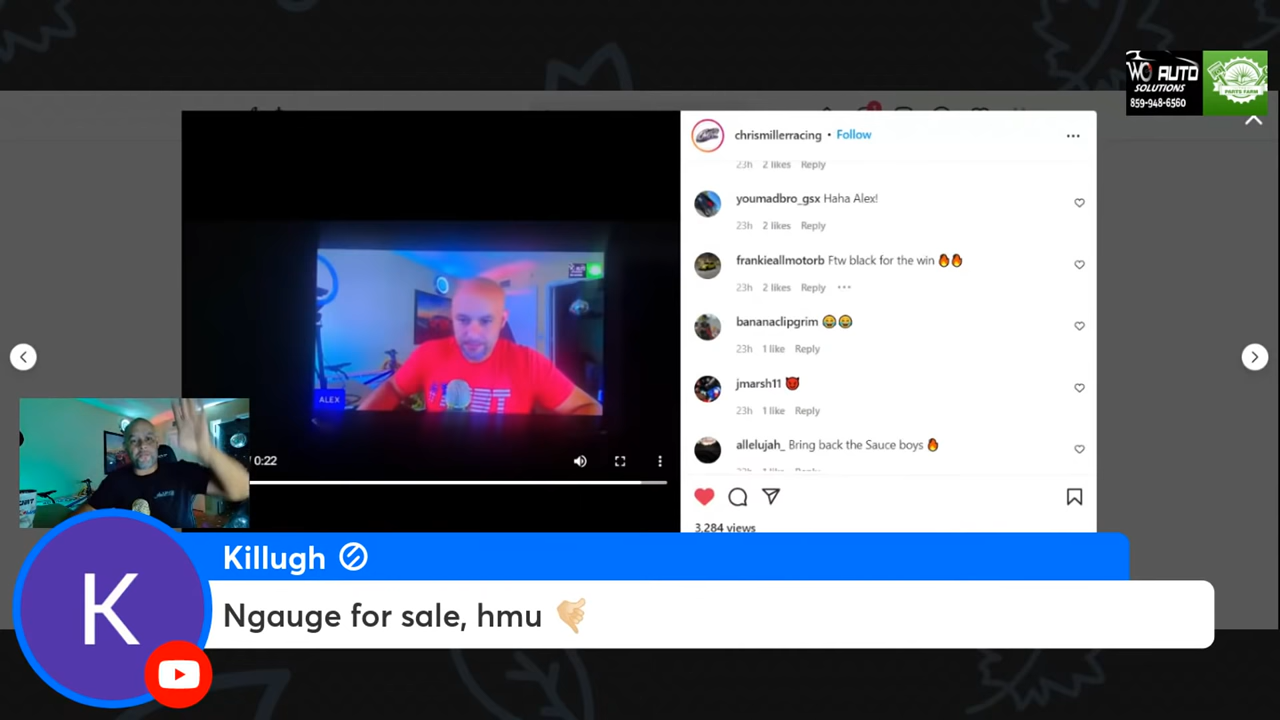 WC AUTO
SOLUTIONS
859-948-6560
PARTS FARM
chrismillerracing • Follow
23h 2 likes Reply
youmadbro_gsx Haha Alex!
23h 2 likes Reply
frankieallmotorb Ftw black for the win 🔥🔥
23h 2 likes Reply
bananaclipgrim 😂😂
23h 1 like Reply
jmarsh11 😈
23h 1 like Reply
allelujah_ Bring back the Sauce boys 🔥
ALEX
/ 0:22
3,284 views
Killugh
Ngauge for sale, hmu 🤙🏼
K